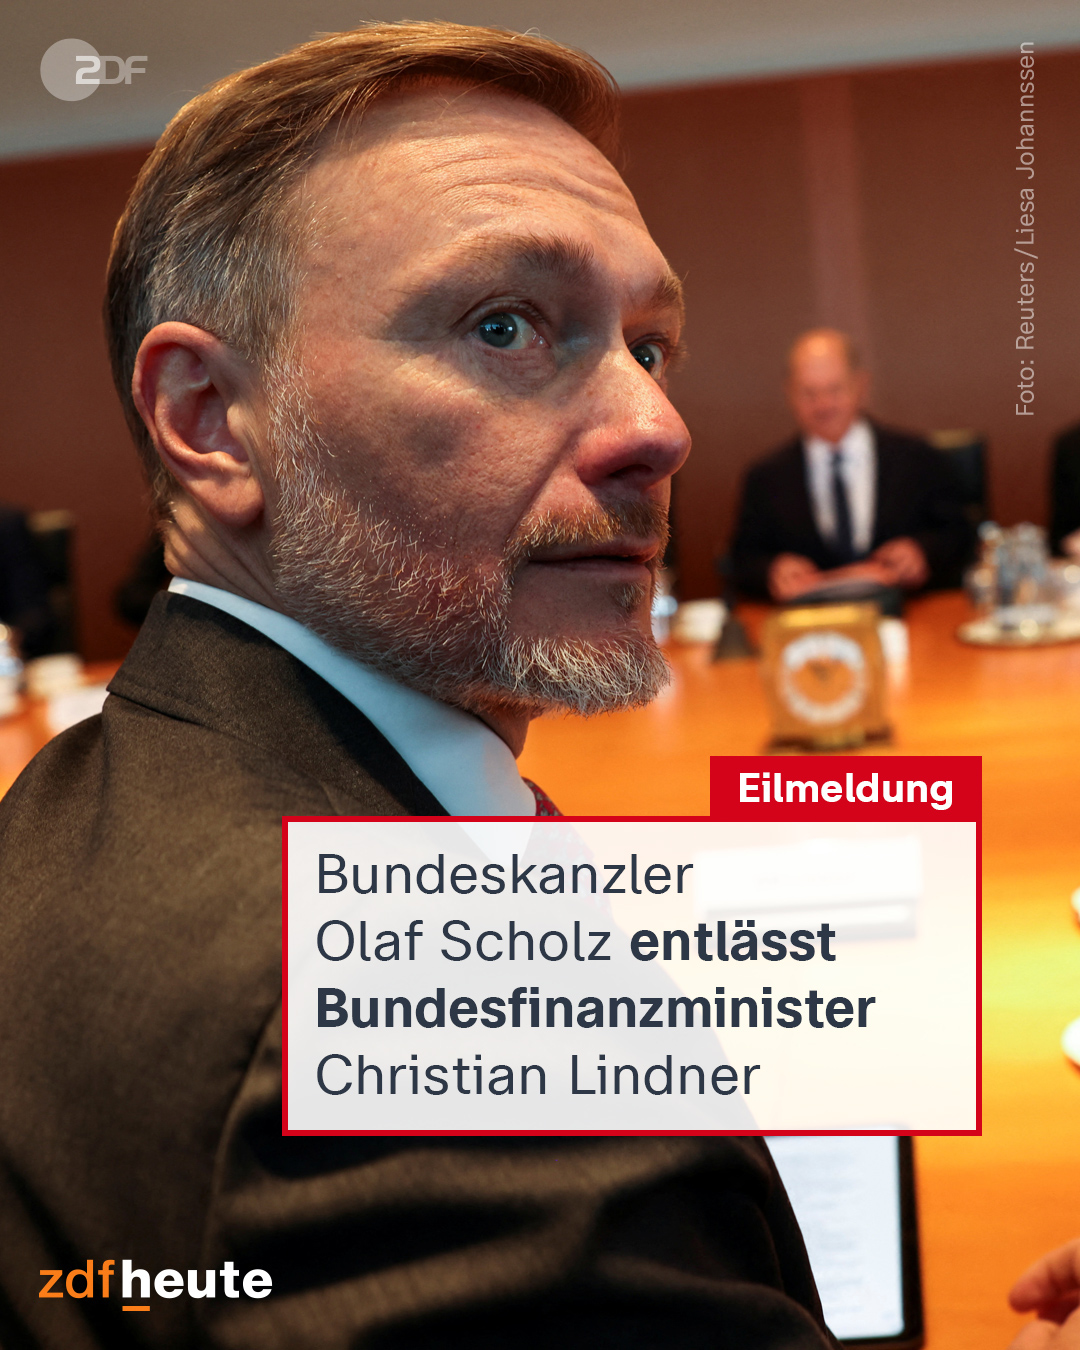 ZDF
Foto: Reuters/Liesa Johannssen
Eilmeldung
Bundeskanzler
Olaf Scholz entlässt
Bundesfinanzminister
Christian Lindner
zdfheute